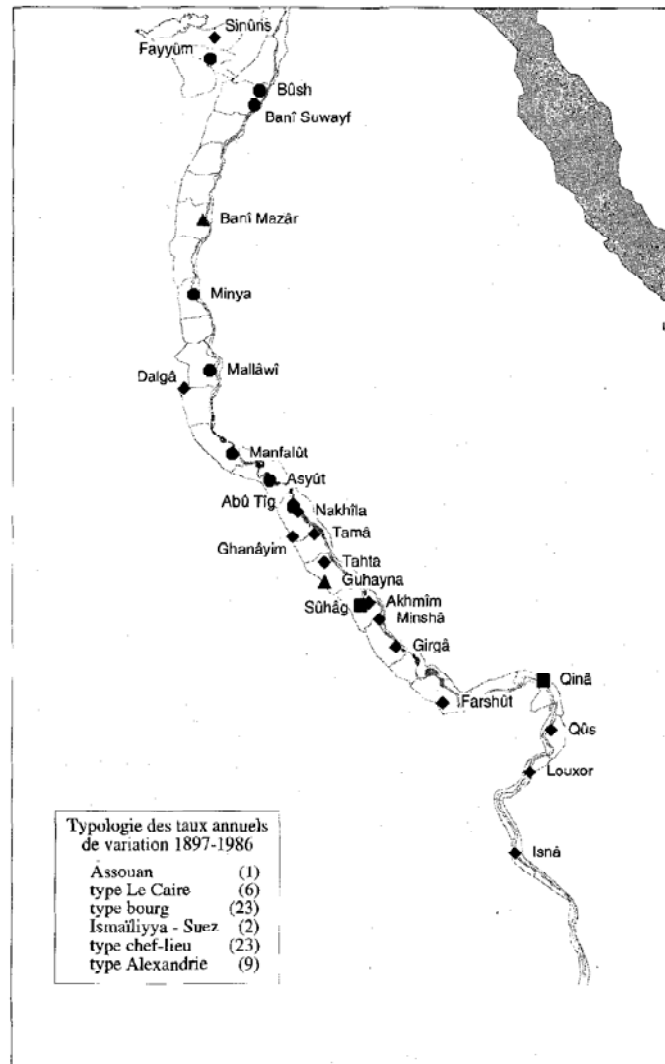 Sinûris
Fayyûm
Bûsh
Banî Suwayf
Banî Mazâr
Minya
Mallâwî
Dalgâ
Manfalût
Asyût
Abû Tîg
Nakhîla
Tamâ
Ghanâyim
Tahta
Guhayna
Akhmîm
Sûhâg
Minshâ
Girgâ
Qinâ
Farshût
Qûs
Louxor
Isnâ
Typologie des taux annuels
de variation 1897-1986
Assouan (1)
type Le Caire (6)
type bourg (23)
Ismaïliyya - Suez (2)
type chef-lieu (23)
type Alexandrie (9)